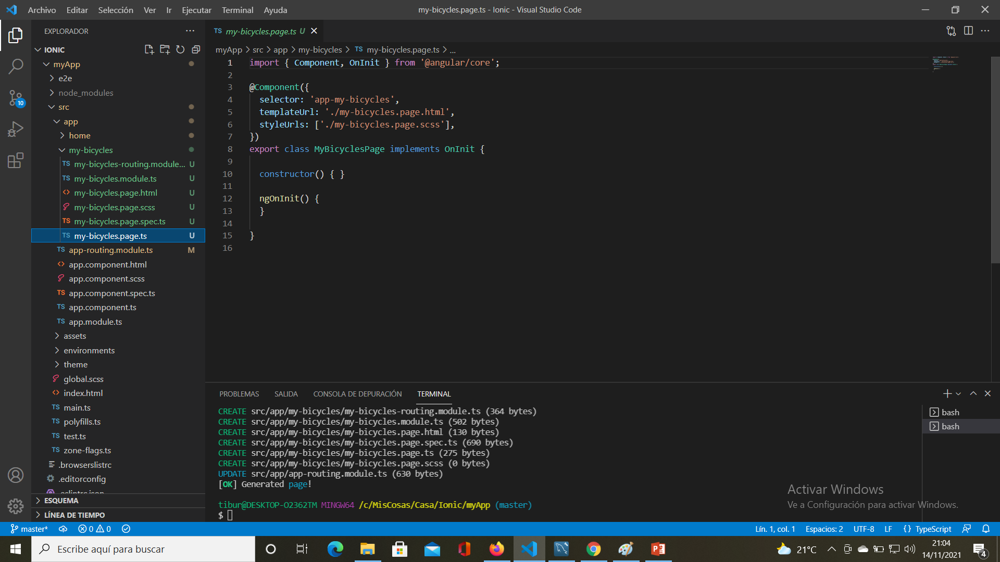 Archivo Editar Selección Ver Ir Ejecutar Terminal Ayuda
my-bicycles.page.ts - Ionic - Visual Studio Code
EXPLORADOR
IONIC
myApp
e2e
node_modules
src
app
home
my-bicycles
TS my-bicycles-routing.module... U
TS my-bicycles.module.ts U
<> my-bicycles.page.html U
my-bicycles.page.scss U
TS my-bicycles.page.spec.ts U
TS my-bicycles.page.ts U
TS app-routing.module.ts M
<> app.component.html
app.component.scss
TS app.component.spec.ts
TS app.component.ts
TS app.module.ts
assets
environments
theme
global.scss
<> index.html
TS main.ts
TS polyfills.ts
TS test.ts
TS zone-flags.ts
.browserslistrc
.editorconfig
.eslintrc.json
ESQUEMA
LÍNEA DE TIEMPO
10
TS my-bicycles.page.ts U
myApp > src > app > my-bicycles > TS my-bicycles.page.ts > ...
1 import { Component, OnInit } from '@angular/core';
2
3 @Component({
4 selector: 'app-my-bicycles',
5 templateUrl: './my-bicycles.page.html',
6 styleUrls: ['./my-bicycles.page.scss'],
7 })
8 export class MyBicyclesPage implements OnInit {
9
10 constructor() { }
11
12 ngOnInit() {
13 }
14
15 }
16
PROBLEMAS SALIDA CONSOLA DE DEPURACIÓN TERMINAL
CREATE src/app/my-bicycles/my-bicycles-routing.module.ts (364 bytes)
CREATE src/app/my-bicycles/my-bicycles.module.ts (502 bytes)
CREATE src/app/my-bicycles/my-bicycles.page.html (130 bytes)
CREATE src/app/my-bicycles/my-bicycles.page.spec.ts (690 bytes)
CREATE src/app/my-bicycles/my-bicycles.page.ts (275 bytes)
CREATE src/app/my-bicycles/my-bicycles.page.scss (0 bytes)
UPDATE src/app/app-routing.module.ts (630 bytes)
[OK] Generated page!
tibur@DESKTOP-O2362TM MINGW64 /c/MisCosas/Casa/Ionic/myApp (master)
$
bash
bash
Activar Windows
Ve a Configuración para activar Windows.
master* 0 0
Lín. 1, col. 1 Espacios: 2 UTF-8 LF {} TypeScript
Escribe aquí para buscar
21°C
21:04
14/11/2021
4